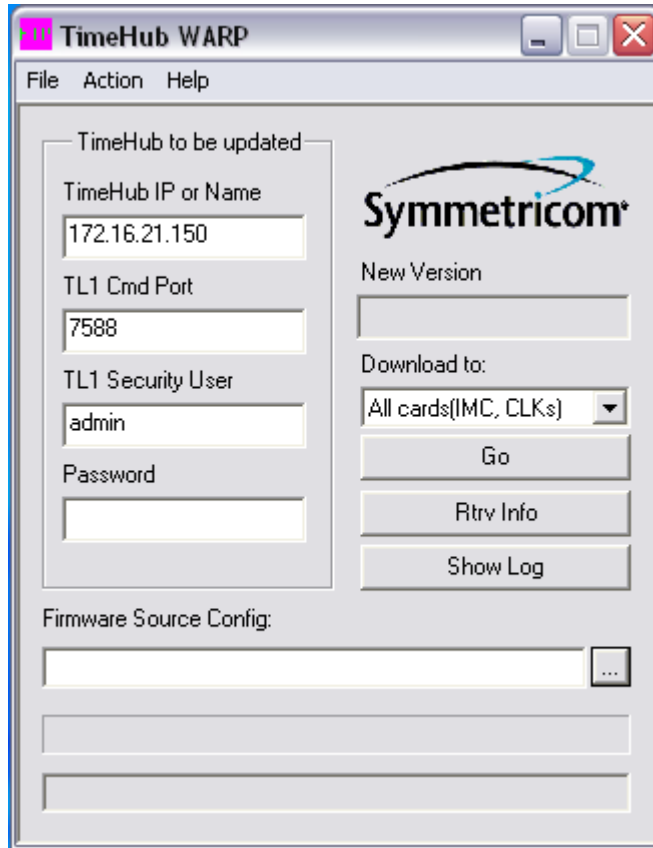 TimeHub WARP
File Action Help
TimeHub to be updated
TimeHub IP or Name
172.16.21.150
TL1 Cmd Port
7588
TL1 Security User
admin
Password
Symmetricom
New Version
Download to:
All cards(IMC, CLKs)
Go
Rtrv Info
Show Log
Firmware Source Config:
...